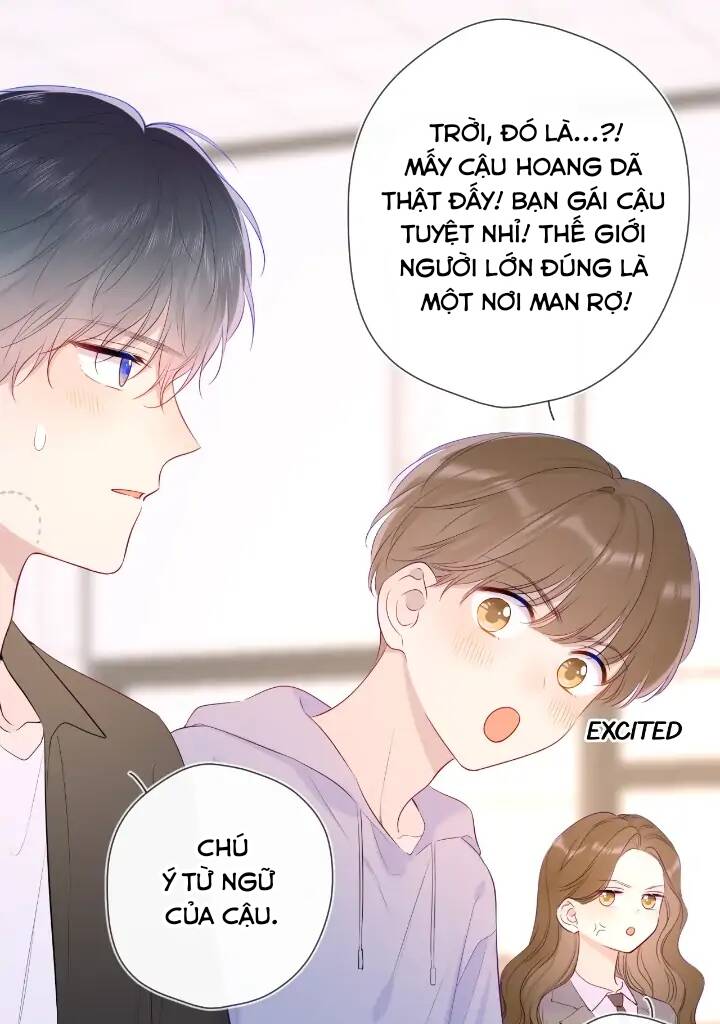 TRỜI, ĐÓ LÀ...?!
MẤY CẬU HOANG DÃ
THẬT ĐẤY! BẠN GÁI CẬU
TUYỆT NHỈ! THẾ GIỚI
NGƯỜI LỚN ĐÚNG LÀ
MỘT NƠI MAN RỢ!
EXCITED
CHÚ
Ý TỪ NGỮ
CỦA CẬU.